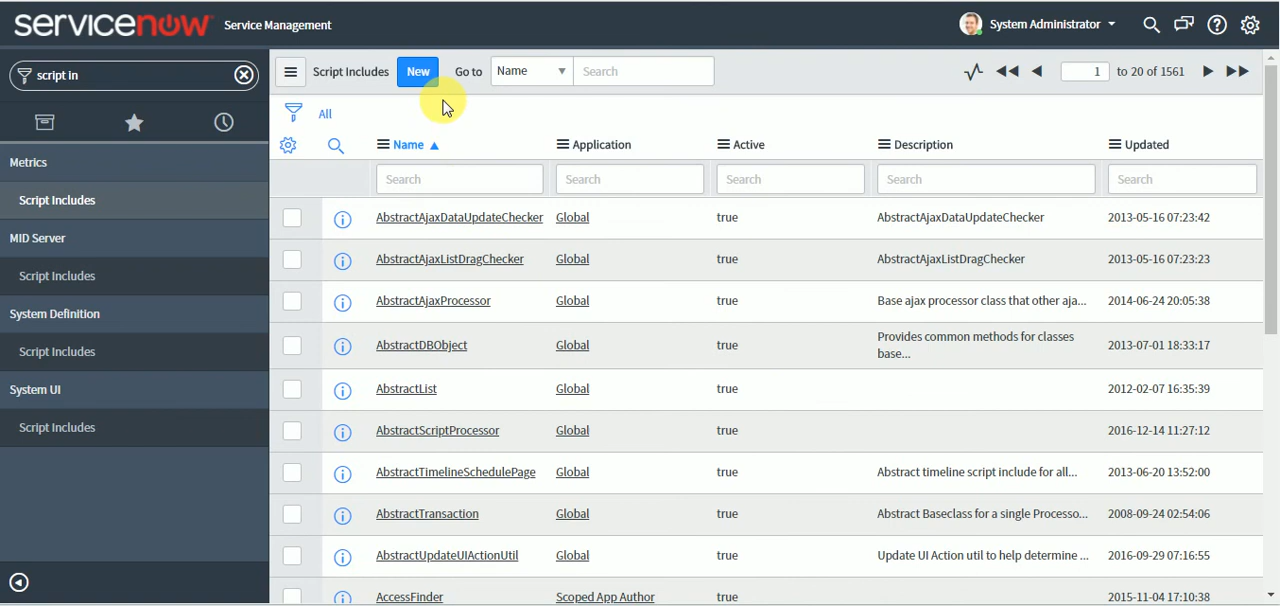 servicenow Service Management System Administrator
script in
Script Includes New Go to Name Search 1 to 20 of 1561
All
Name Application Active Description Updated
Search Search Search Search Search
Metrics
Script Includes
MID Server
Script Includes
System Definition
Script Includes
System UI
Script Includes
AbstractAjaxDataUpdateChecker Global true AbstractAjaxDataUpdateChecker 2013-05-16 07:23:42
AbstractAjaxListDragChecker Global true AbstractAjaxListDragChecker 2013-05-16 07:23:23
AbstractAjaxProcessor Global true Base ajax processor class that other aja... 2014-06-24 20:05:38
AbstractDBObject Global true Provides common methods for classes base... 2013-07-01 18:33:17
AbstractList Global true 2012-02-07 16:35:39
AbstractScriptProcessor Global true 2016-12-14 11:27:12
AbstractTimelineSchedulePage Global true Abstract timeline script include for all... 2013-06-20 13:52:00
AbstractTransaction Global true Abstract Baseclass for a single Processo... 2008-09-24 02:54:06
AbstractUpdateUIActionUtil Global true Update UI Action util to help determine ... 2016-09-29 07:16:55
AccessFinder Scoped App Author 2015-11-04 17:10:38